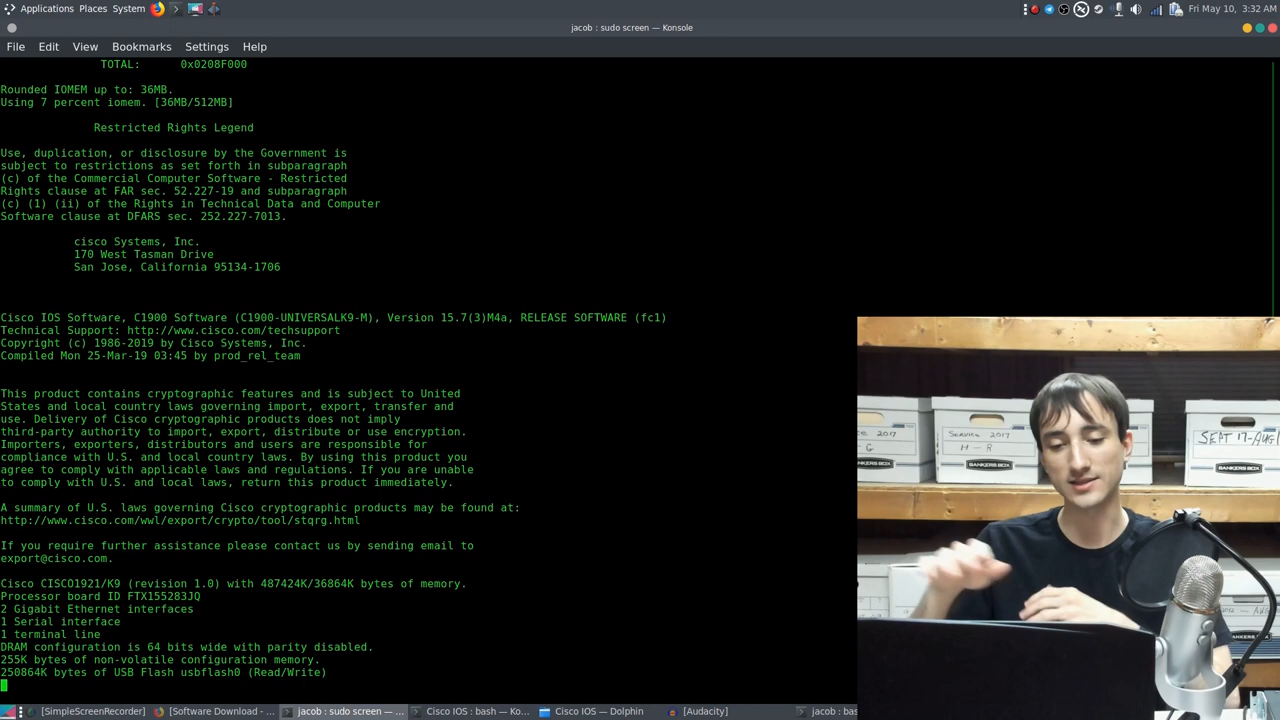 Applications Places System
Fri May 10, 3:32 AM
jacob : sudo screen — Konsole
File Edit View Bookmarks Settings Help
TOTAL: 0x0208F000
Rounded IOMEM up to: 36MB.
Using 7 percent iomem. [36MB/512MB]
Restricted Rights Legend
Use, duplication, or disclosure by the Government is
subject to restrictions as set forth in subparagraph
(c) of the Commercial Computer Software - Restricted
Rights clause at FAR sec. 52.227-19 and subparagraph
(c) (1) (ii) of the Rights in Technical Data and Computer
Software clause at DFARS sec. 252.227-7013.
cisco Systems, Inc.
170 West Tasman Drive
San Jose, California 95134-1706
Cisco IOS Software, C1900 Software (C1900-UNIVERSALK9-M), Version 15.7(3)M4a, RELEASE SOFTWARE (fc1)
Technical Support: http://www.cisco.com/techsupport
Copyright (c) 1986-2019 by Cisco Systems, Inc.
Compiled Mon 25-Mar-19 03:45 by prod_rel_team
This product contains cryptographic features and is subject to United
States and local country laws governing import, export, transfer and
use. Delivery of Cisco cryptographic products does not imply
third-party authority to import, export, distribute or use encryption.
Importers, exporters, distributors and users are responsible for
compliance with U.S. and local country laws. By using this product you
agree to comply with applicable laws and regulations. If you are unable
to comply with U.S. and local laws, return this product immediately.
A summary of U.S. laws governing Cisco cryptographic products may be found at:
http://www.cisco.com/wwl/export/crypto/tool/stqrg.html
If you require further assistance please contact us by sending email to
export@cisco.com.
Cisco CISCO1921/K9 (revision 1.0) with 487424K/36864K bytes of memory.
Processor board ID FTX155283JQ
2 Gigabit Ethernet interfaces
1 Serial interface
1 terminal line
DRAM configuration is 64 bits wide with parity disabled.
255K bytes of non-volatile configuration memory.
250864K bytes of USB Flash usbflash0 (Read/Write)
2017
G
Service 2017
H - R
BANKERS BOX
SEPT 17-AUG
BANKERS BOX
[SimpleScreenRecorder]
[Software Download - ...
jacob : sudo screen — ...
Cisco IOS : bash — Ko...
Cisco IOS — Dolphin
[Audacity]
jacob : bas